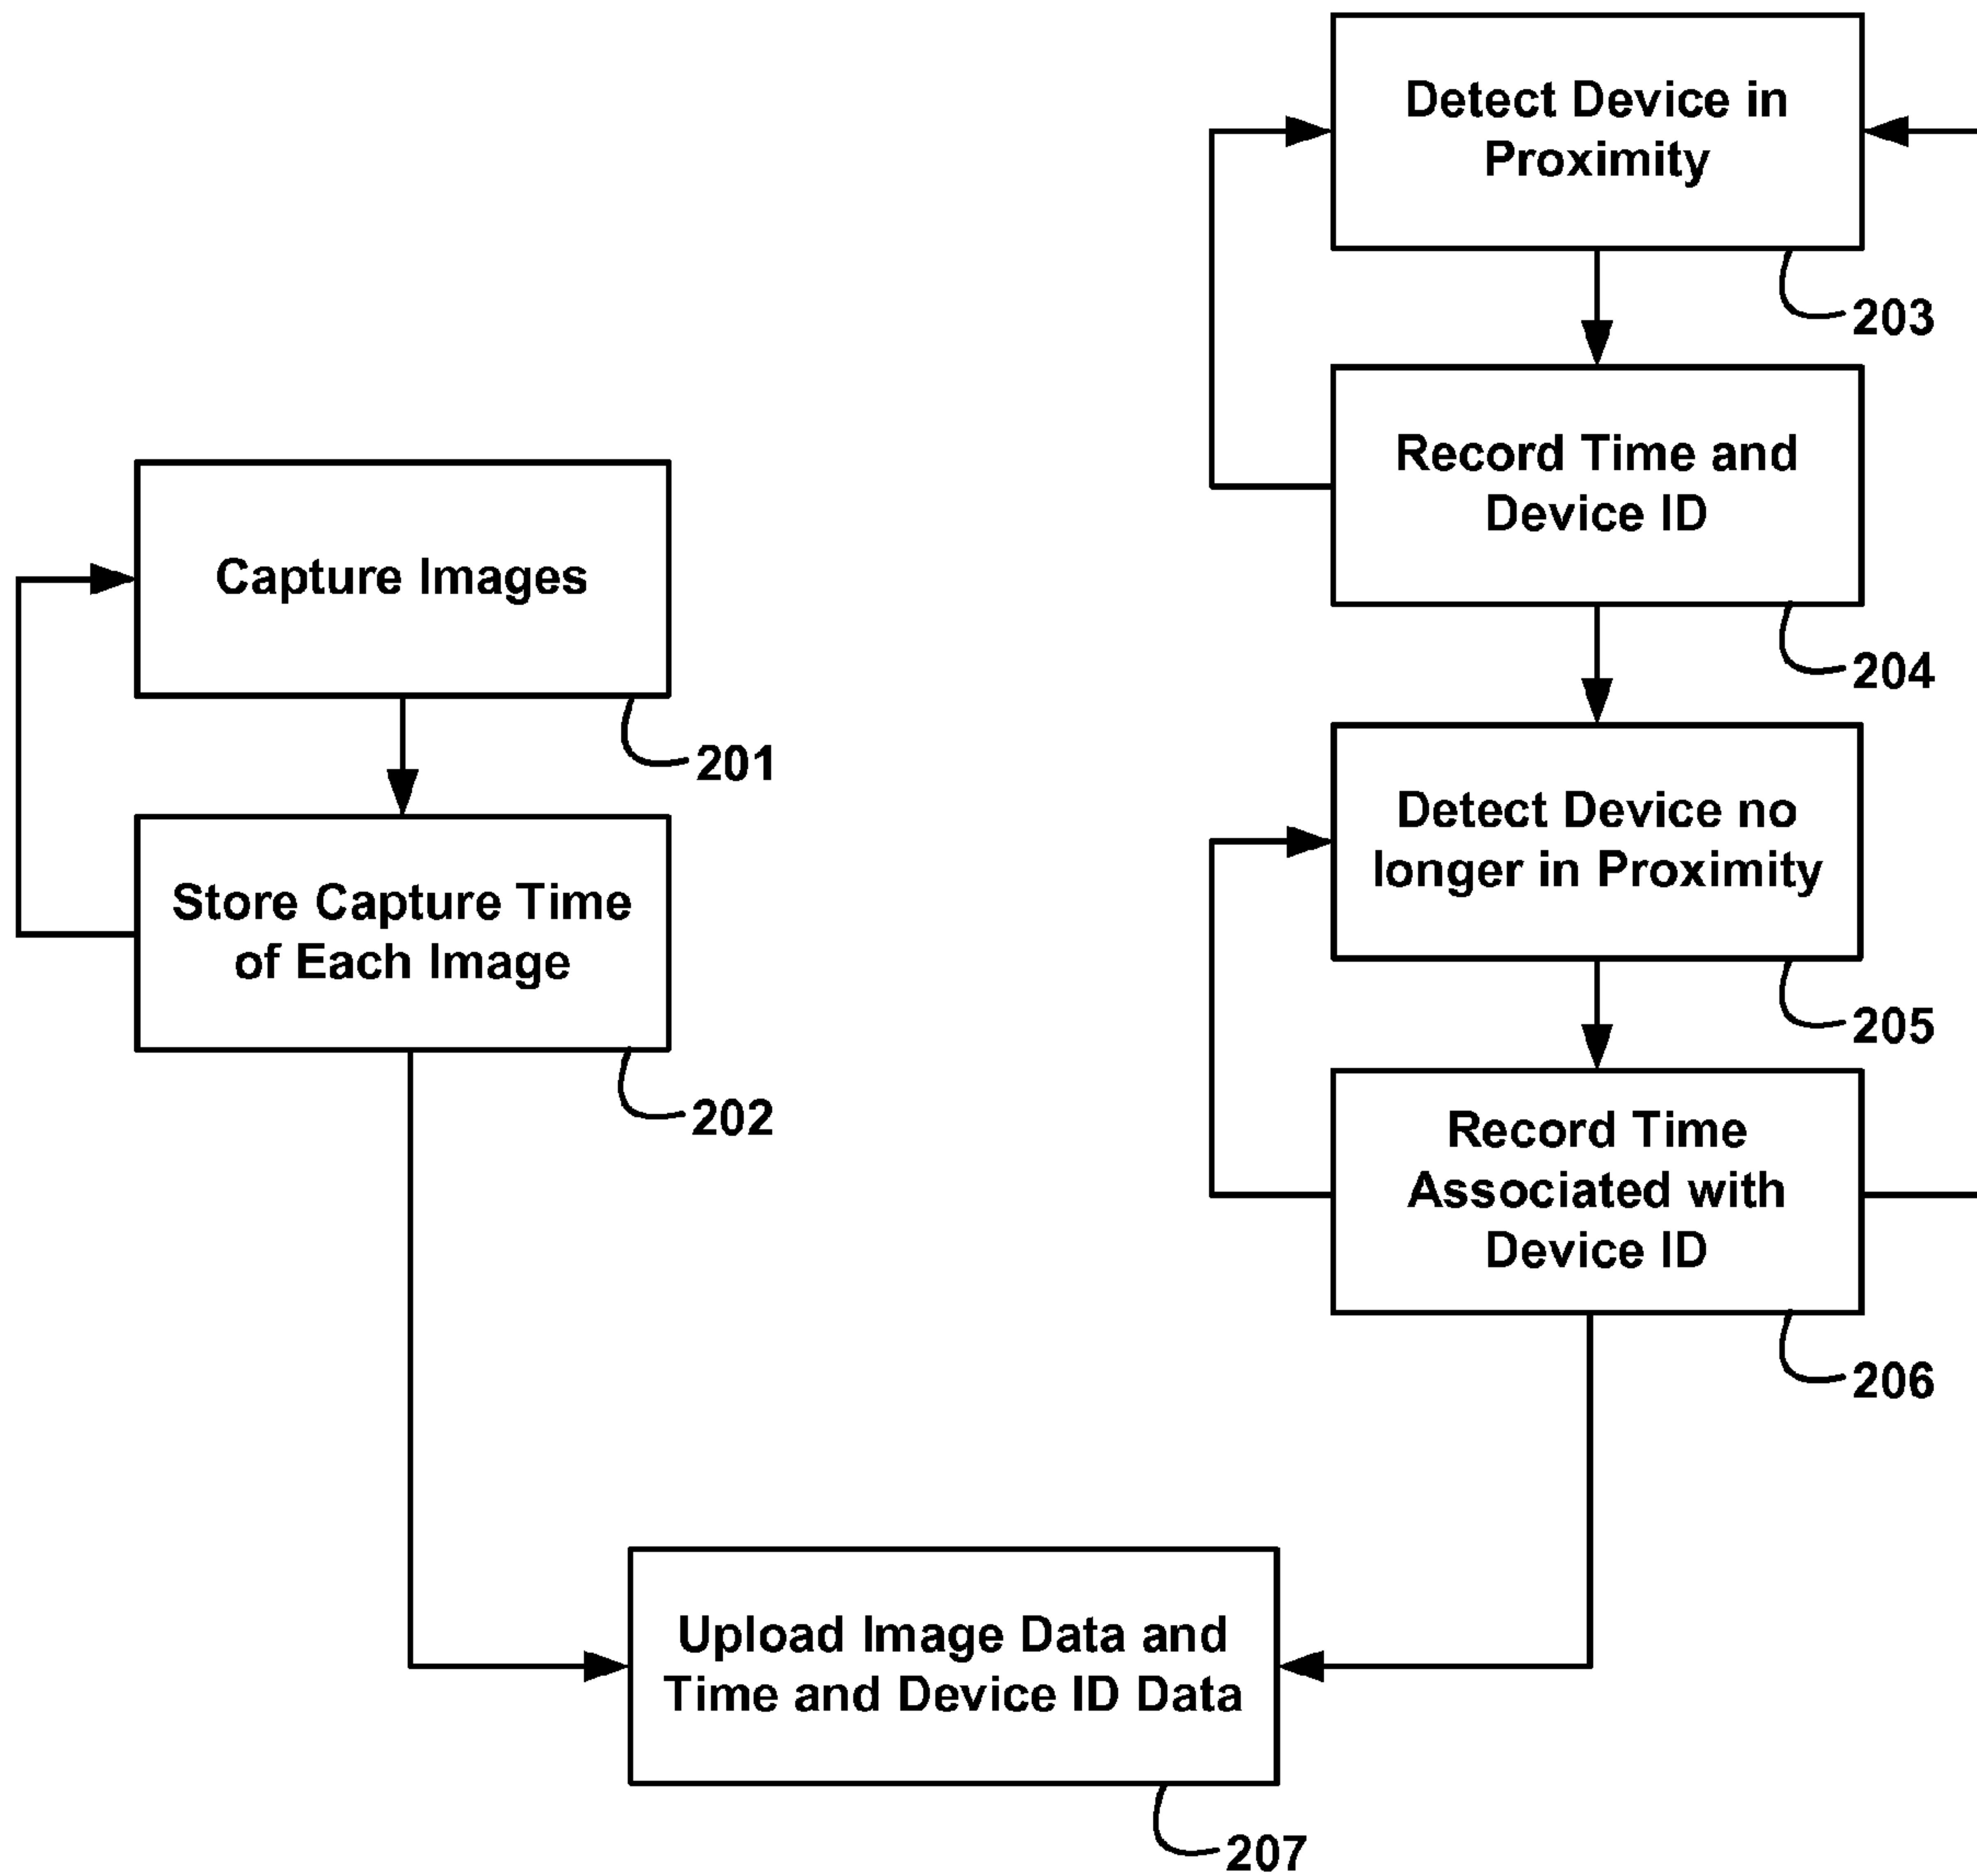 Capture Images
201
Store Capture Time
of Each Image
202
Detect Device in
Proximity
203
Record Time and
Device ID
204
Detect Device no
longer in Proximity
205
Record Time
Associated with
Device ID
206
Upload Image Data and
Time and Device ID Data
207